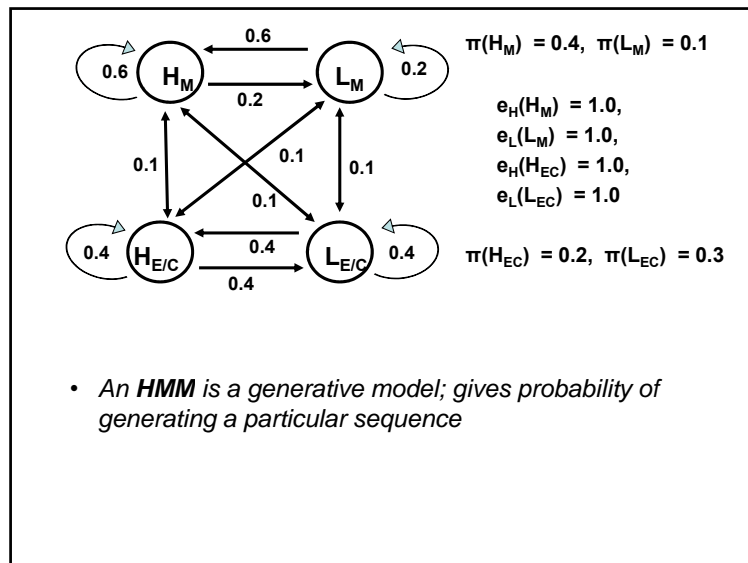 0.6
π(H_M) = 0.4, π(L_M) = 0.1
0.6 H_M L_M 0.2
0.2
e_H(H_M) = 1.0,
e_L(L_M) = 1.0,
0.1 0.1 0.1
e_H(H_EC) = 1.0,
0.1
e_L(L_EC) = 1.0
0.4 H_E/C 0.4 L_E/C 0.4
π(H_EC) = 0.2, π(L_EC) = 0.3
0.4
• An HMM is a generative model; gives probability of
generating a particular sequence